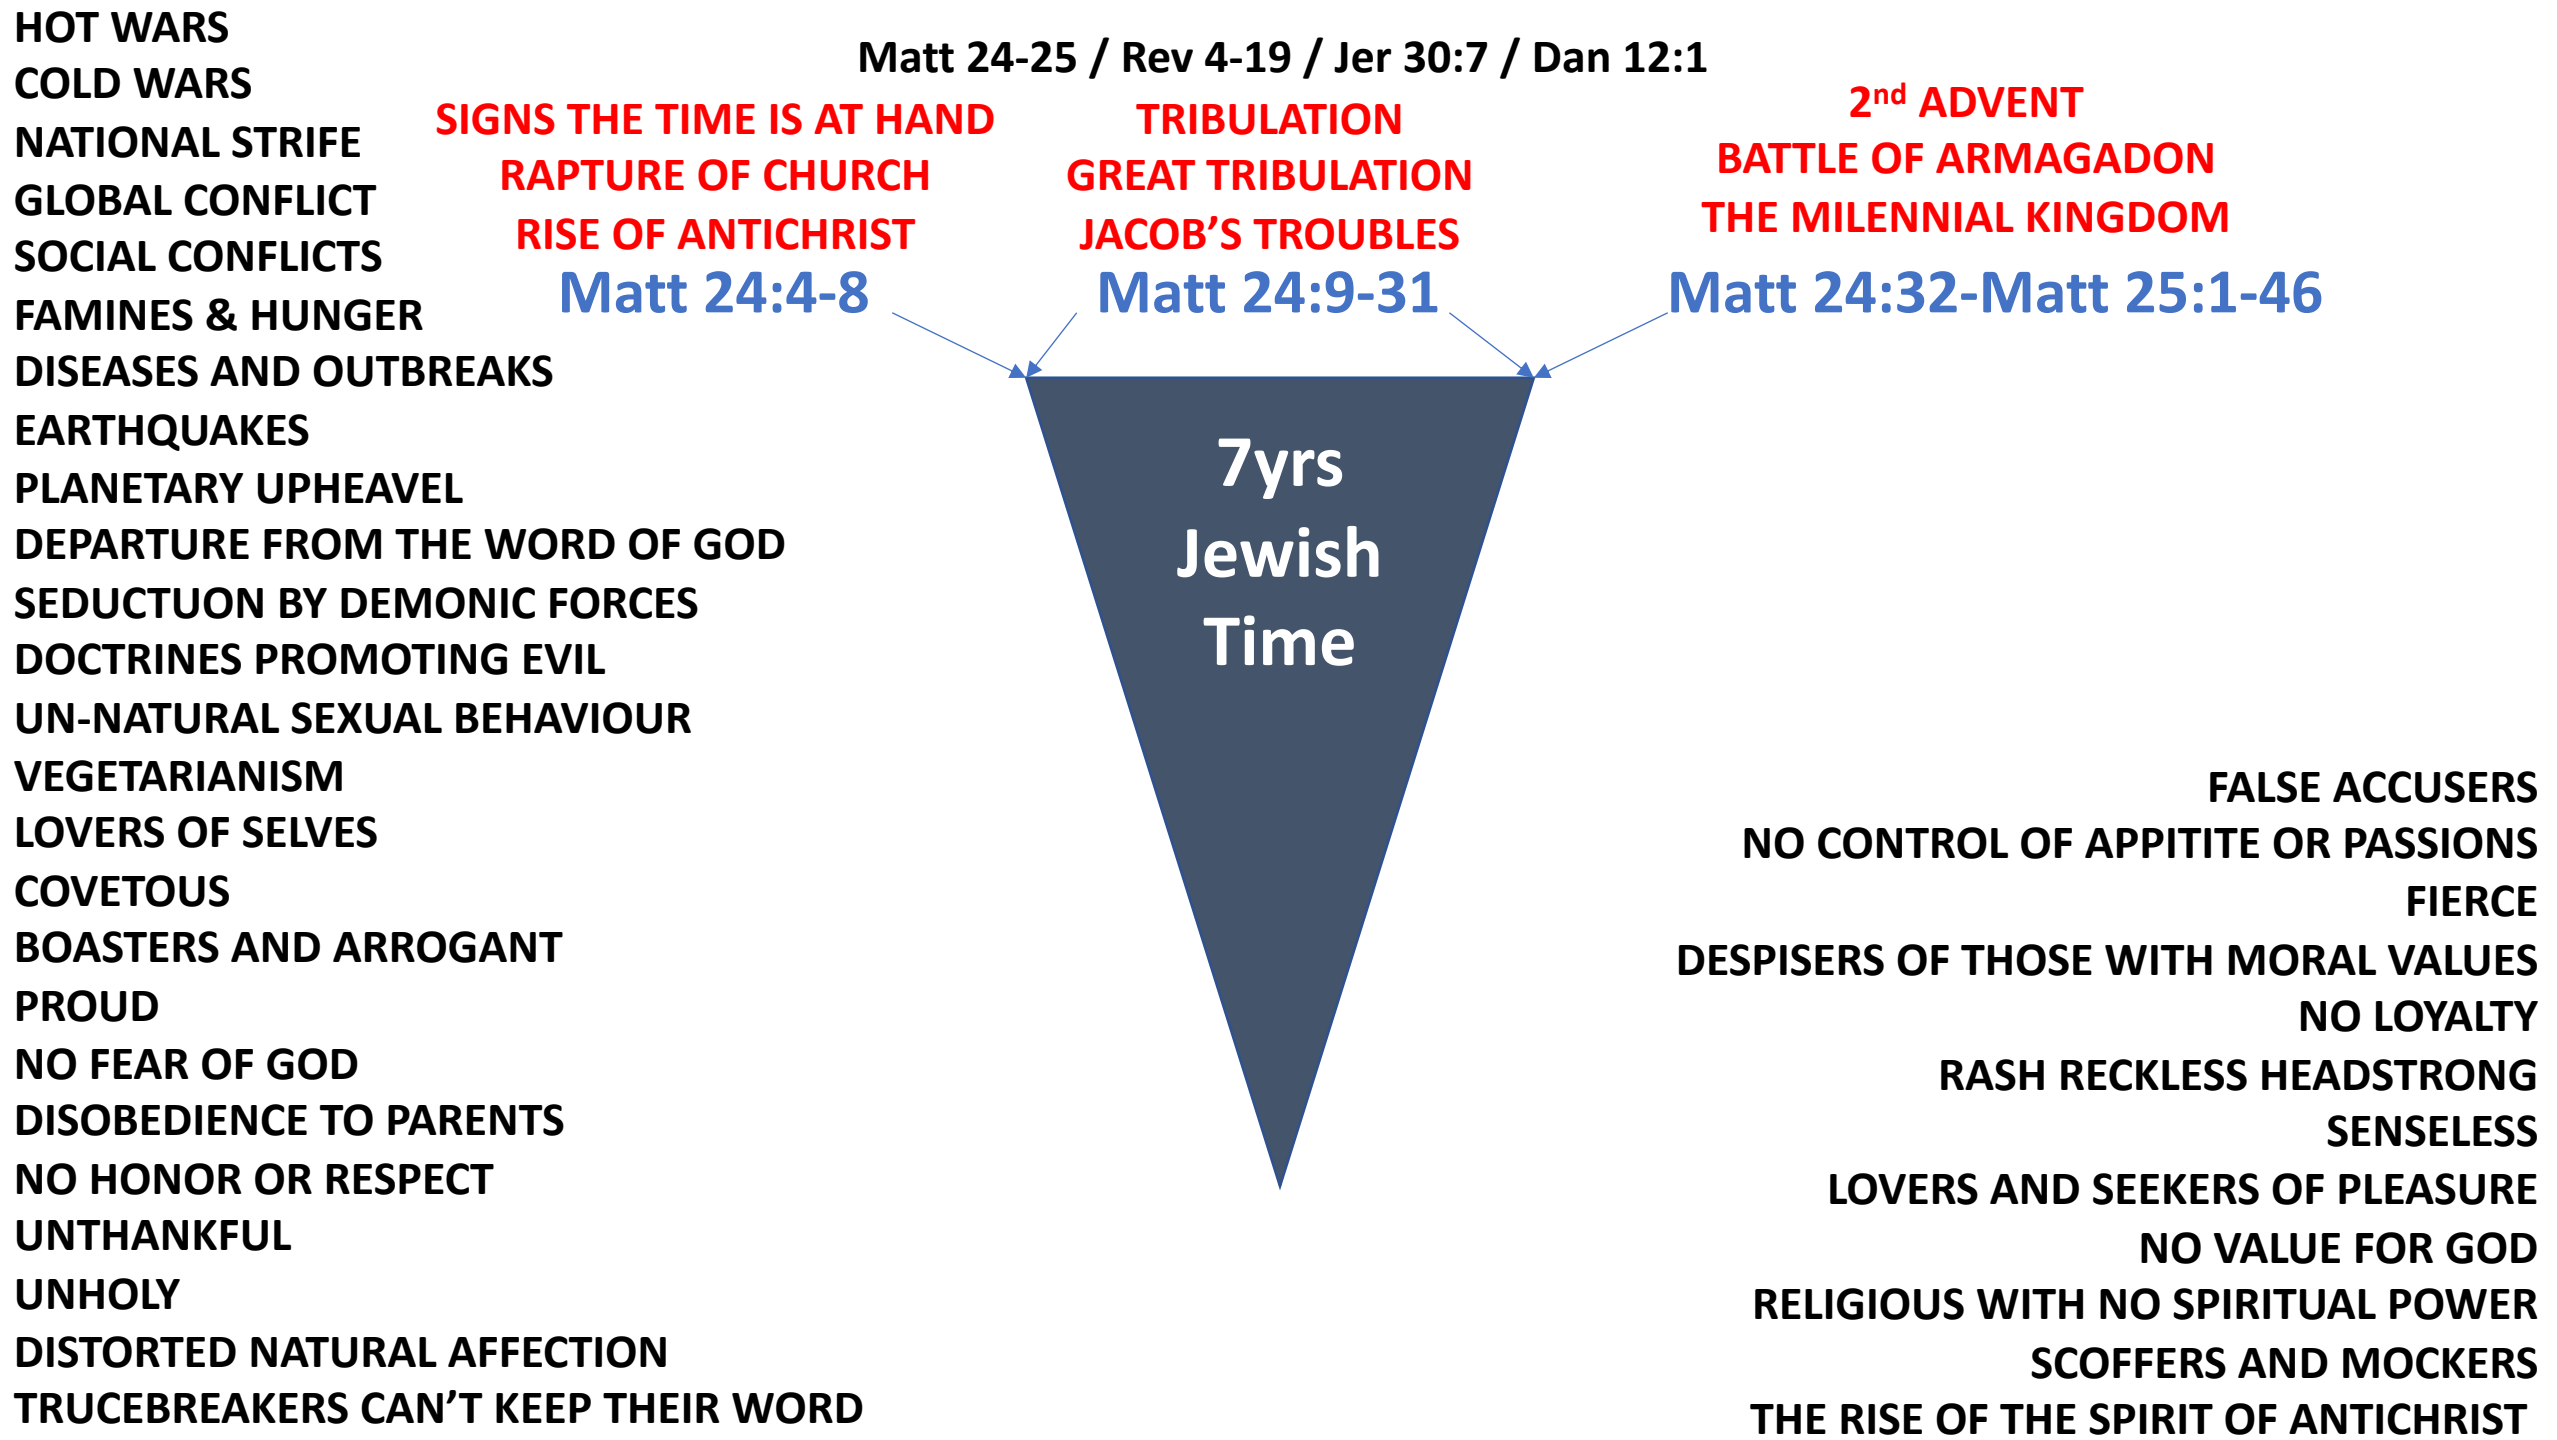 HOT WARS
COLD WARS
NATIONAL STRIFE
GLOBAL CONFLICT
SOCIAL CONFLICTS
FAMINES & HUNGER
DISEASES AND OUTBREAKS
EARTHQUAKES
PLANETARY UPHEAVEL
DEPARTURE FROM THE WORD OF GOD
SEDUCTUON BY DEMONIC FORCES
DOCTRINES PROMOTING EVIL
UN-NATURAL SEXUAL BEHAVIOUR
VEGETARIANISM
LOVERS OF SELVES
COVETOUS
BOASTERS AND ARROGANT
PROUD
NO FEAR OF GOD
DISOBEDIENCE TO PARENTS
NO HONOR OR RESPECT
UNTHANKFUL
UNHOLY
DISTORTED NATURAL AFFECTION
TRUCEBREAKERS CAN’T KEEP THEIR WORD
Matt 24-25 / Rev 4-19 / Jer 30:7 / Dan 12:1
SIGNS THE TIME IS AT HAND
RAPTURE OF CHURCH
RISE OF ANTICHRIST
Matt 24:4-8
TRIBULATION
GREAT TRIBULATION
JACOB’S TROUBLES
Matt 24:9-31
2nd ADVENT
BATTLE OF ARMAGADON
THE MILENNIAL KINGDOM
Matt 24:32-Matt 25:1-46
7yrs
Jewish
Time
FALSE ACCUSERS
NO CONTROL OF APPITITE OR PASSIONS
FIERCE
DESPISERS OF THOSE WITH MORAL VALUES
NO LOYALTY
RASH RECKLESS HEADSTRONG
SENSELESS
LOVERS AND SEEKERS OF PLEASURE
NO VALUE FOR GOD
RELIGIOUS WITH NO SPIRITUAL POWER
SCOFFERS AND MOCKERS
THE RISE OF THE SPIRIT OF ANTICHRIST